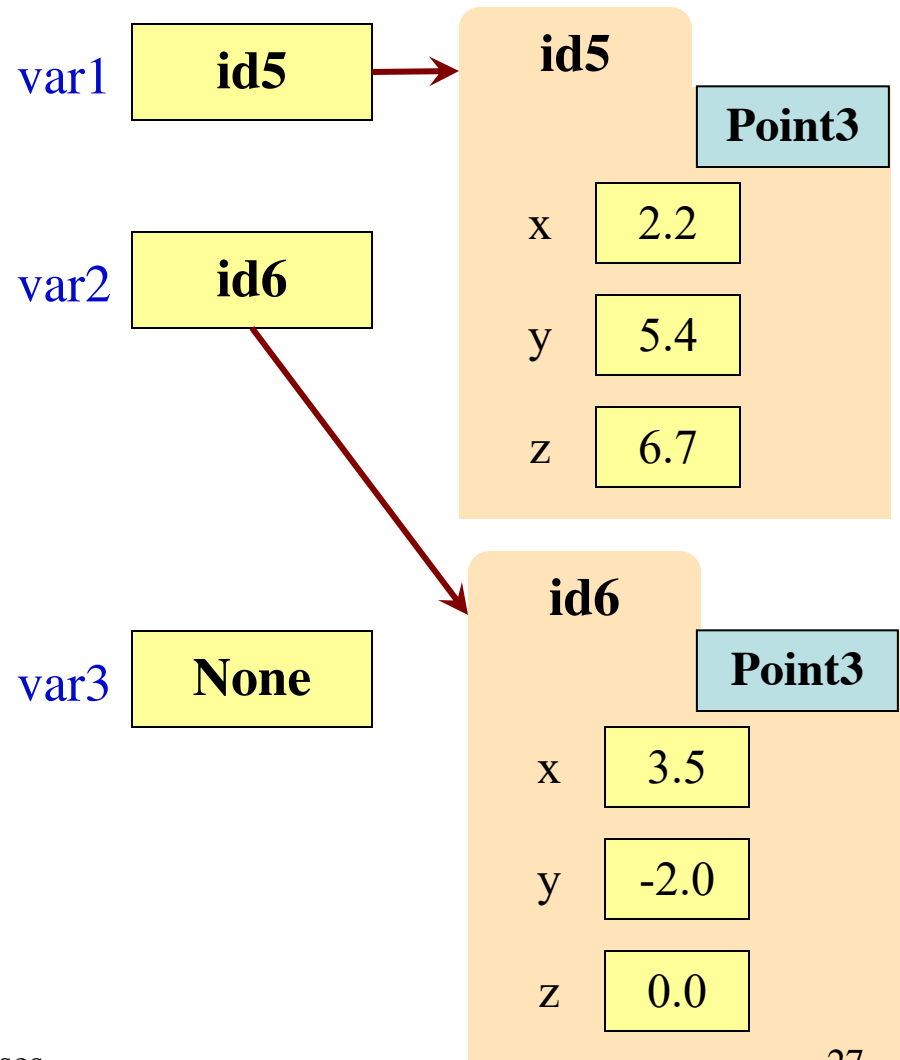 var1 id5
id5
Point3
x 2.2
y 5.4
z 6.7
var2 id6
id6
Point3
x 3.5
y -2.0
z 0.0
var3 None